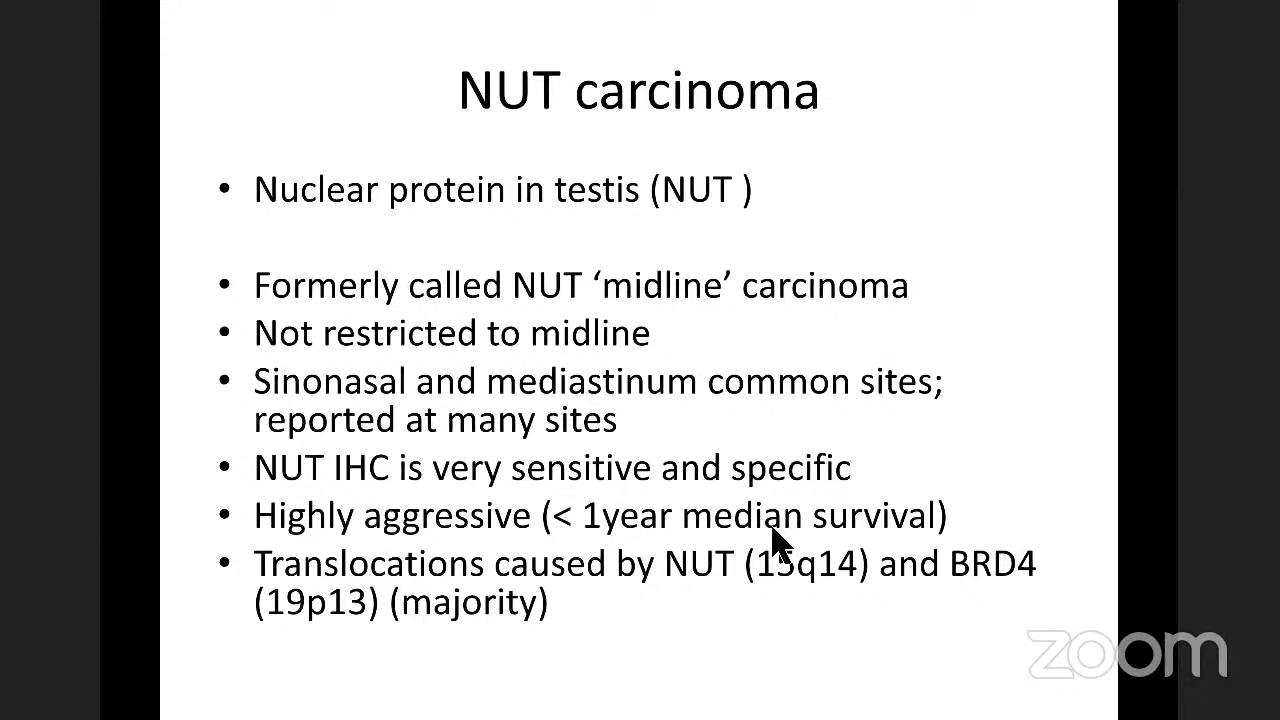 NUT carcinoma
• Nuclear protein in testis (NUT )
• Formerly called NUT ‘midline’ carcinoma
• Not restricted to midline
• Sinonasal and mediastinum common sites;
reported at many sites
• NUT IHC is very sensitive and specific
• Highly aggressive (< 1year median survival)
• Translocations caused by NUT (15q14) and BRD4
(19p13) (majority)
zoom